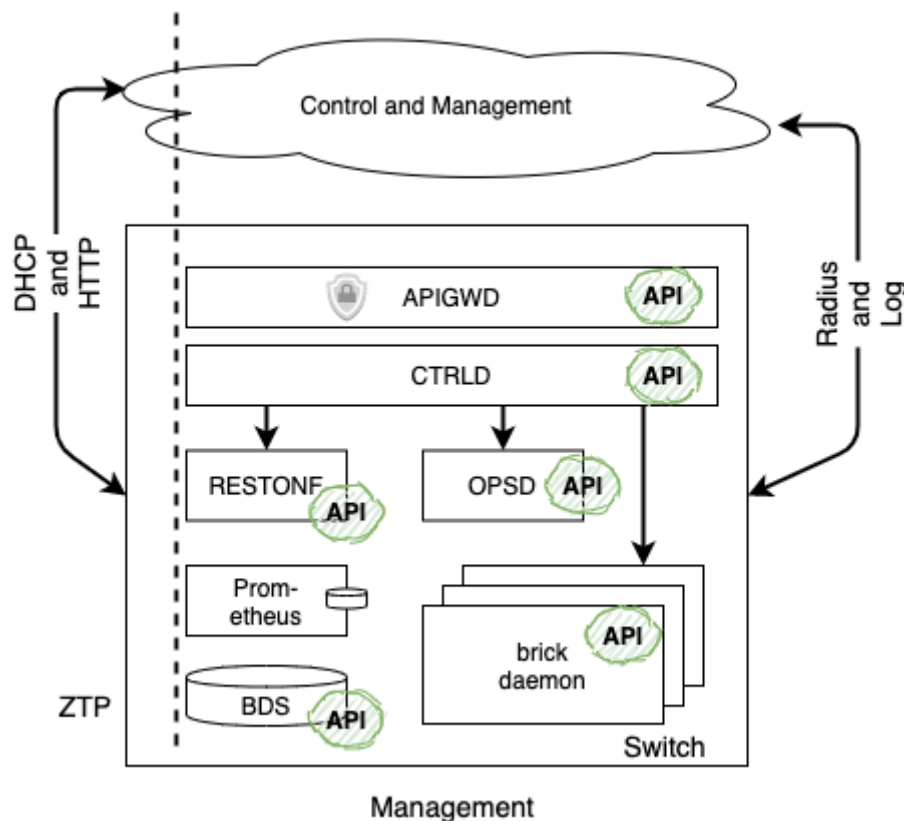 Control and Management
DHCP
and
HTTP
Radius
and
Log
APIGWD
API
CTRLD
API
RESTONF
API
OPSD
API
Prom-
etheus
brick
daemon
API
BDS
API
ZTP
Switch
Management